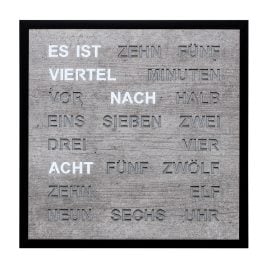 ES IST ZEHN FÜNF
VIERTEL MINUTEN
VOR NACH HALB
EINS SIEBEN ZWEI
DREI VIER
ACHT FÜNF ZWÖLF
ZEHN ELF
NEUN SECHS UHR